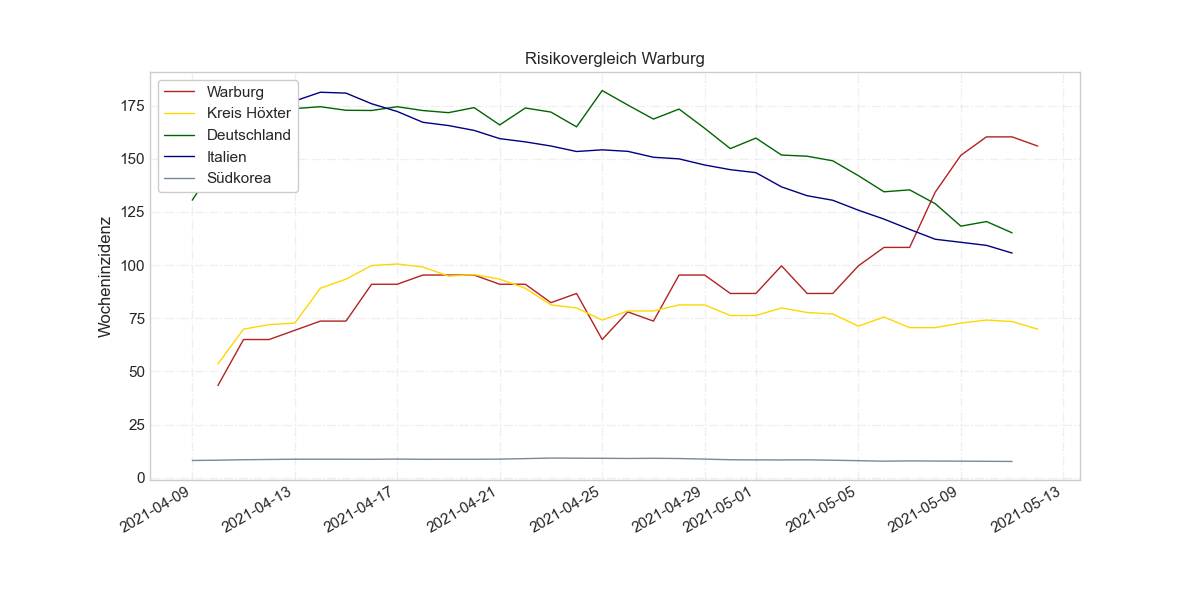 Risikovergleich Warburg
Warburg
Kreis Höxter
Deutschland
Italien
Südkorea
Wocheninzidenz
175
150
125
100
75
50
25
0
2021-04-09
2021-04-13
2021-04-17
2021-04-21
2021-04-25
2021-04-29
2021-05-01
2021-05-05
2021-05-09
2021-05-13